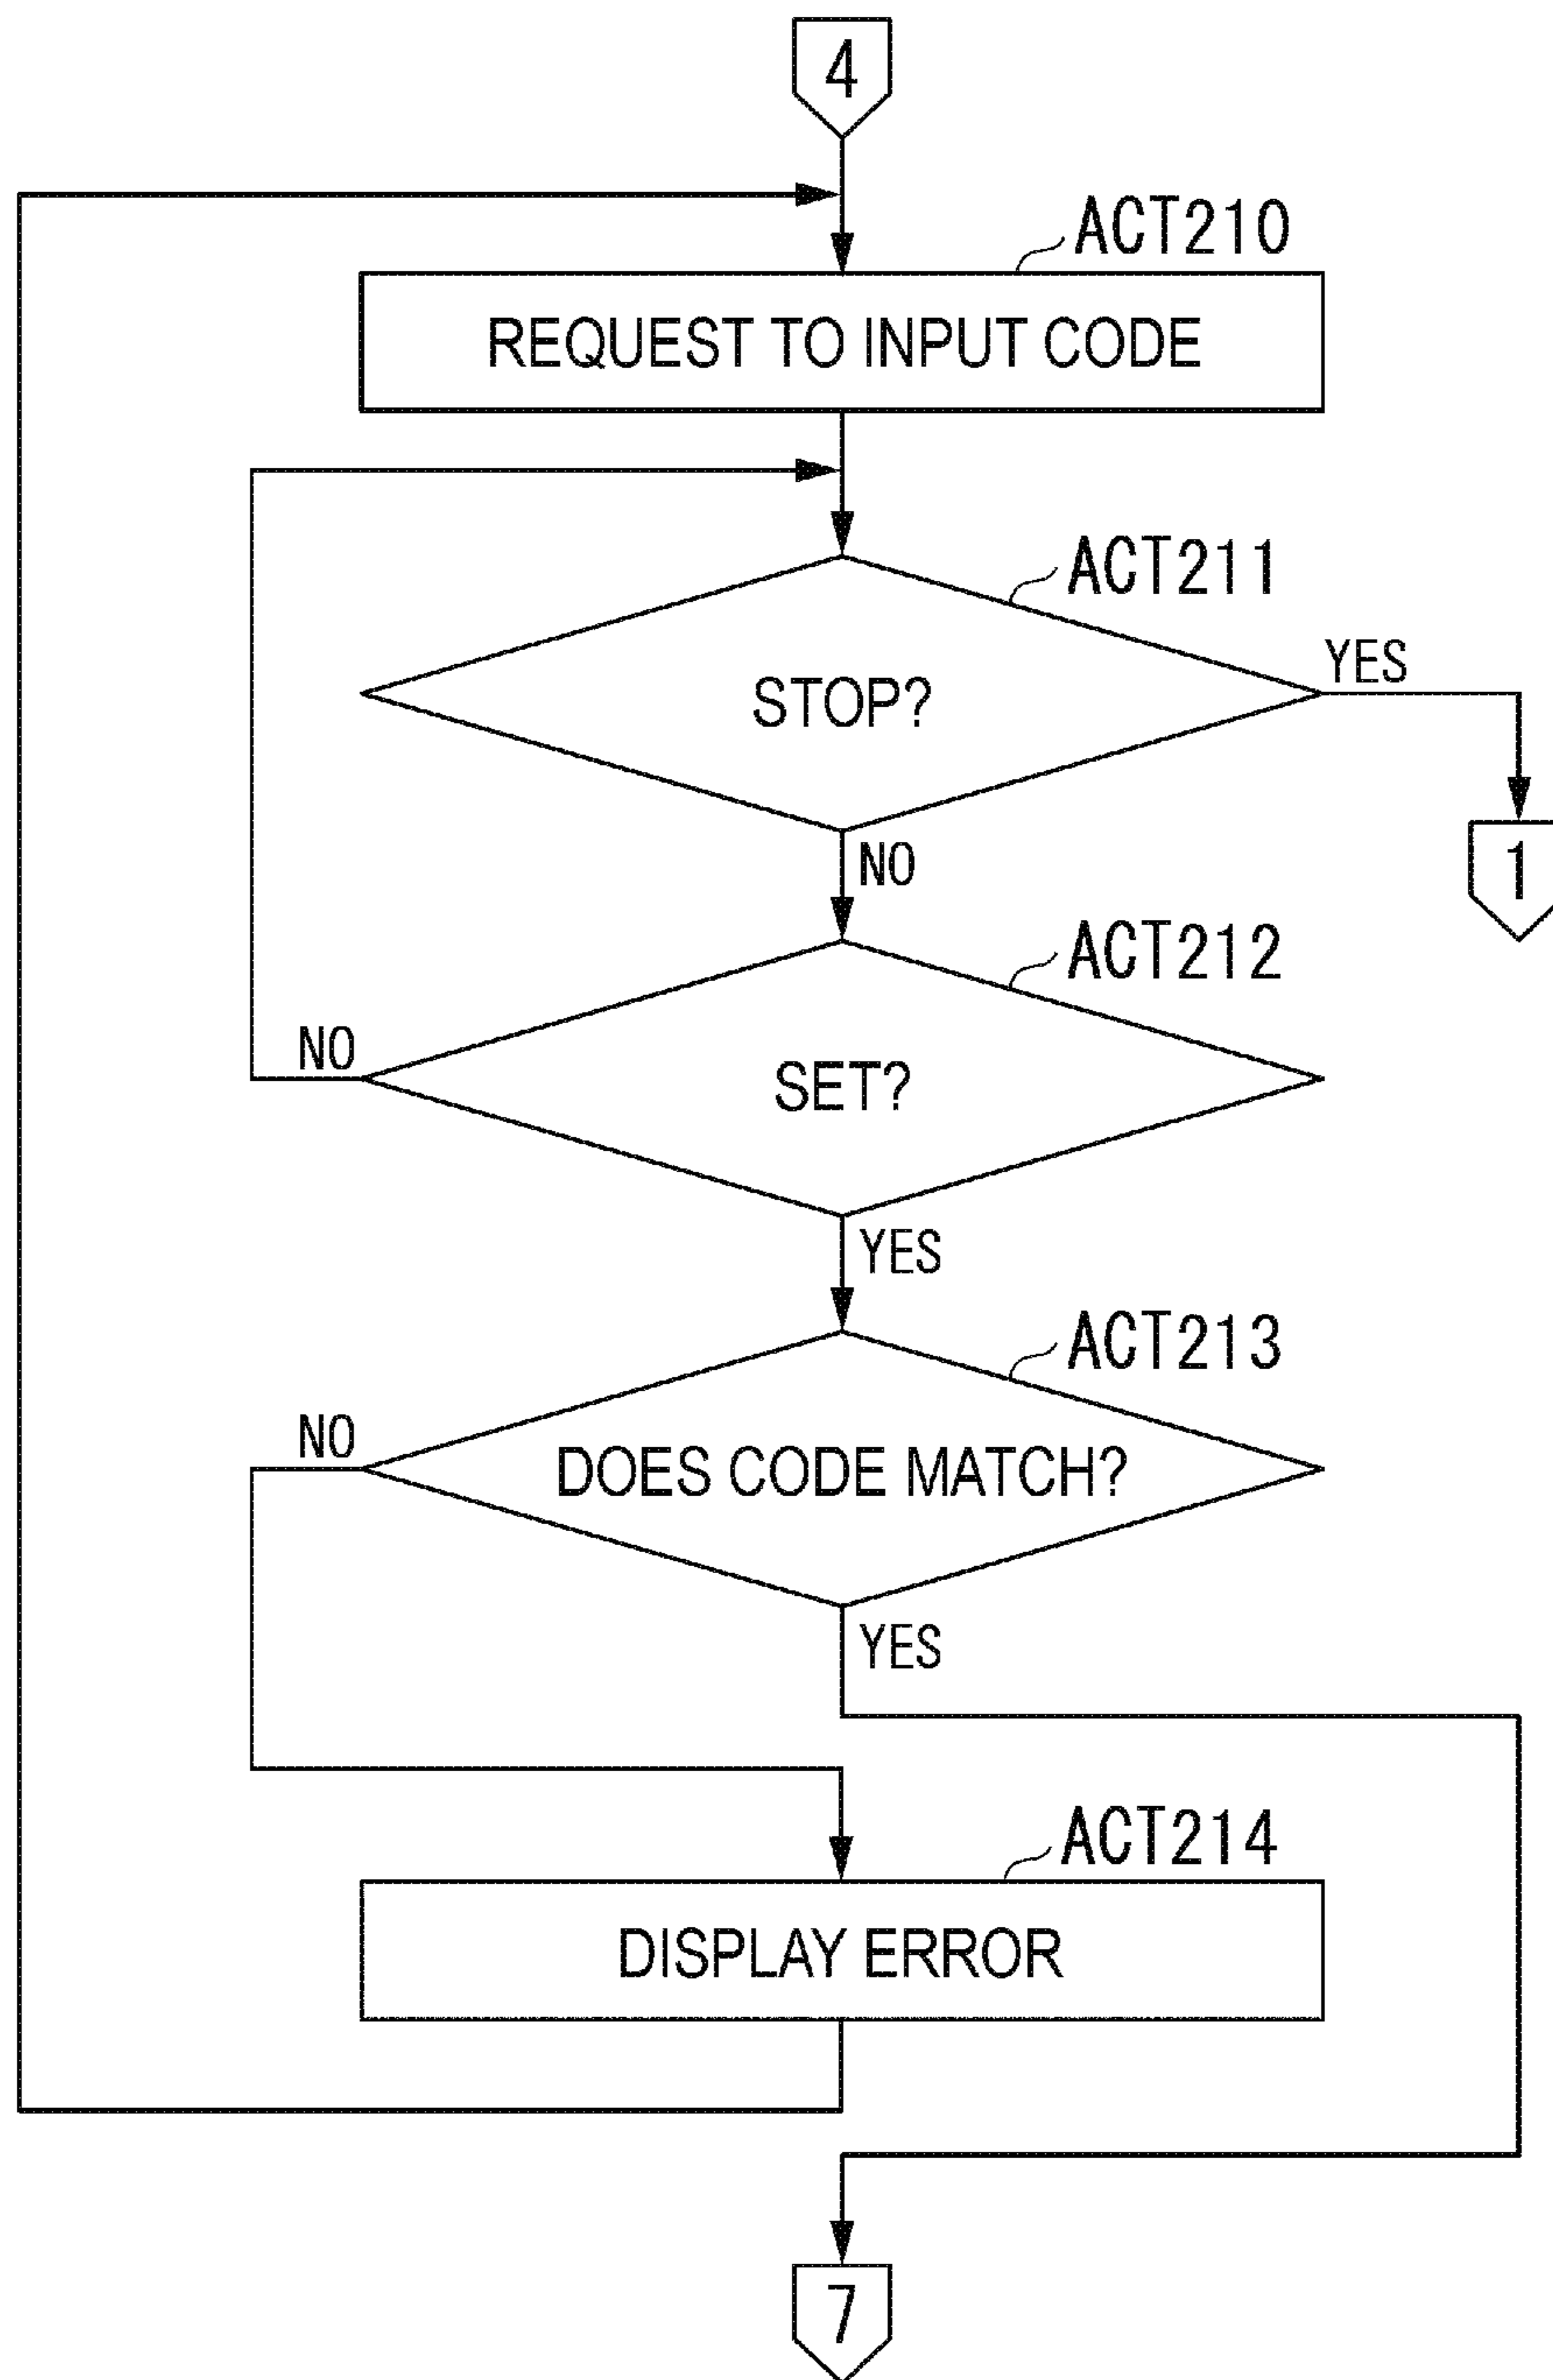 4
ACT210
REQUEST TO INPUT CODE
ACT211
STOP?
YES
NO
1
ACT212
SET?
NO
YES
ACT213
DOES CODE MATCH?
NO
YES
ACT214
DISPLAY ERROR
7